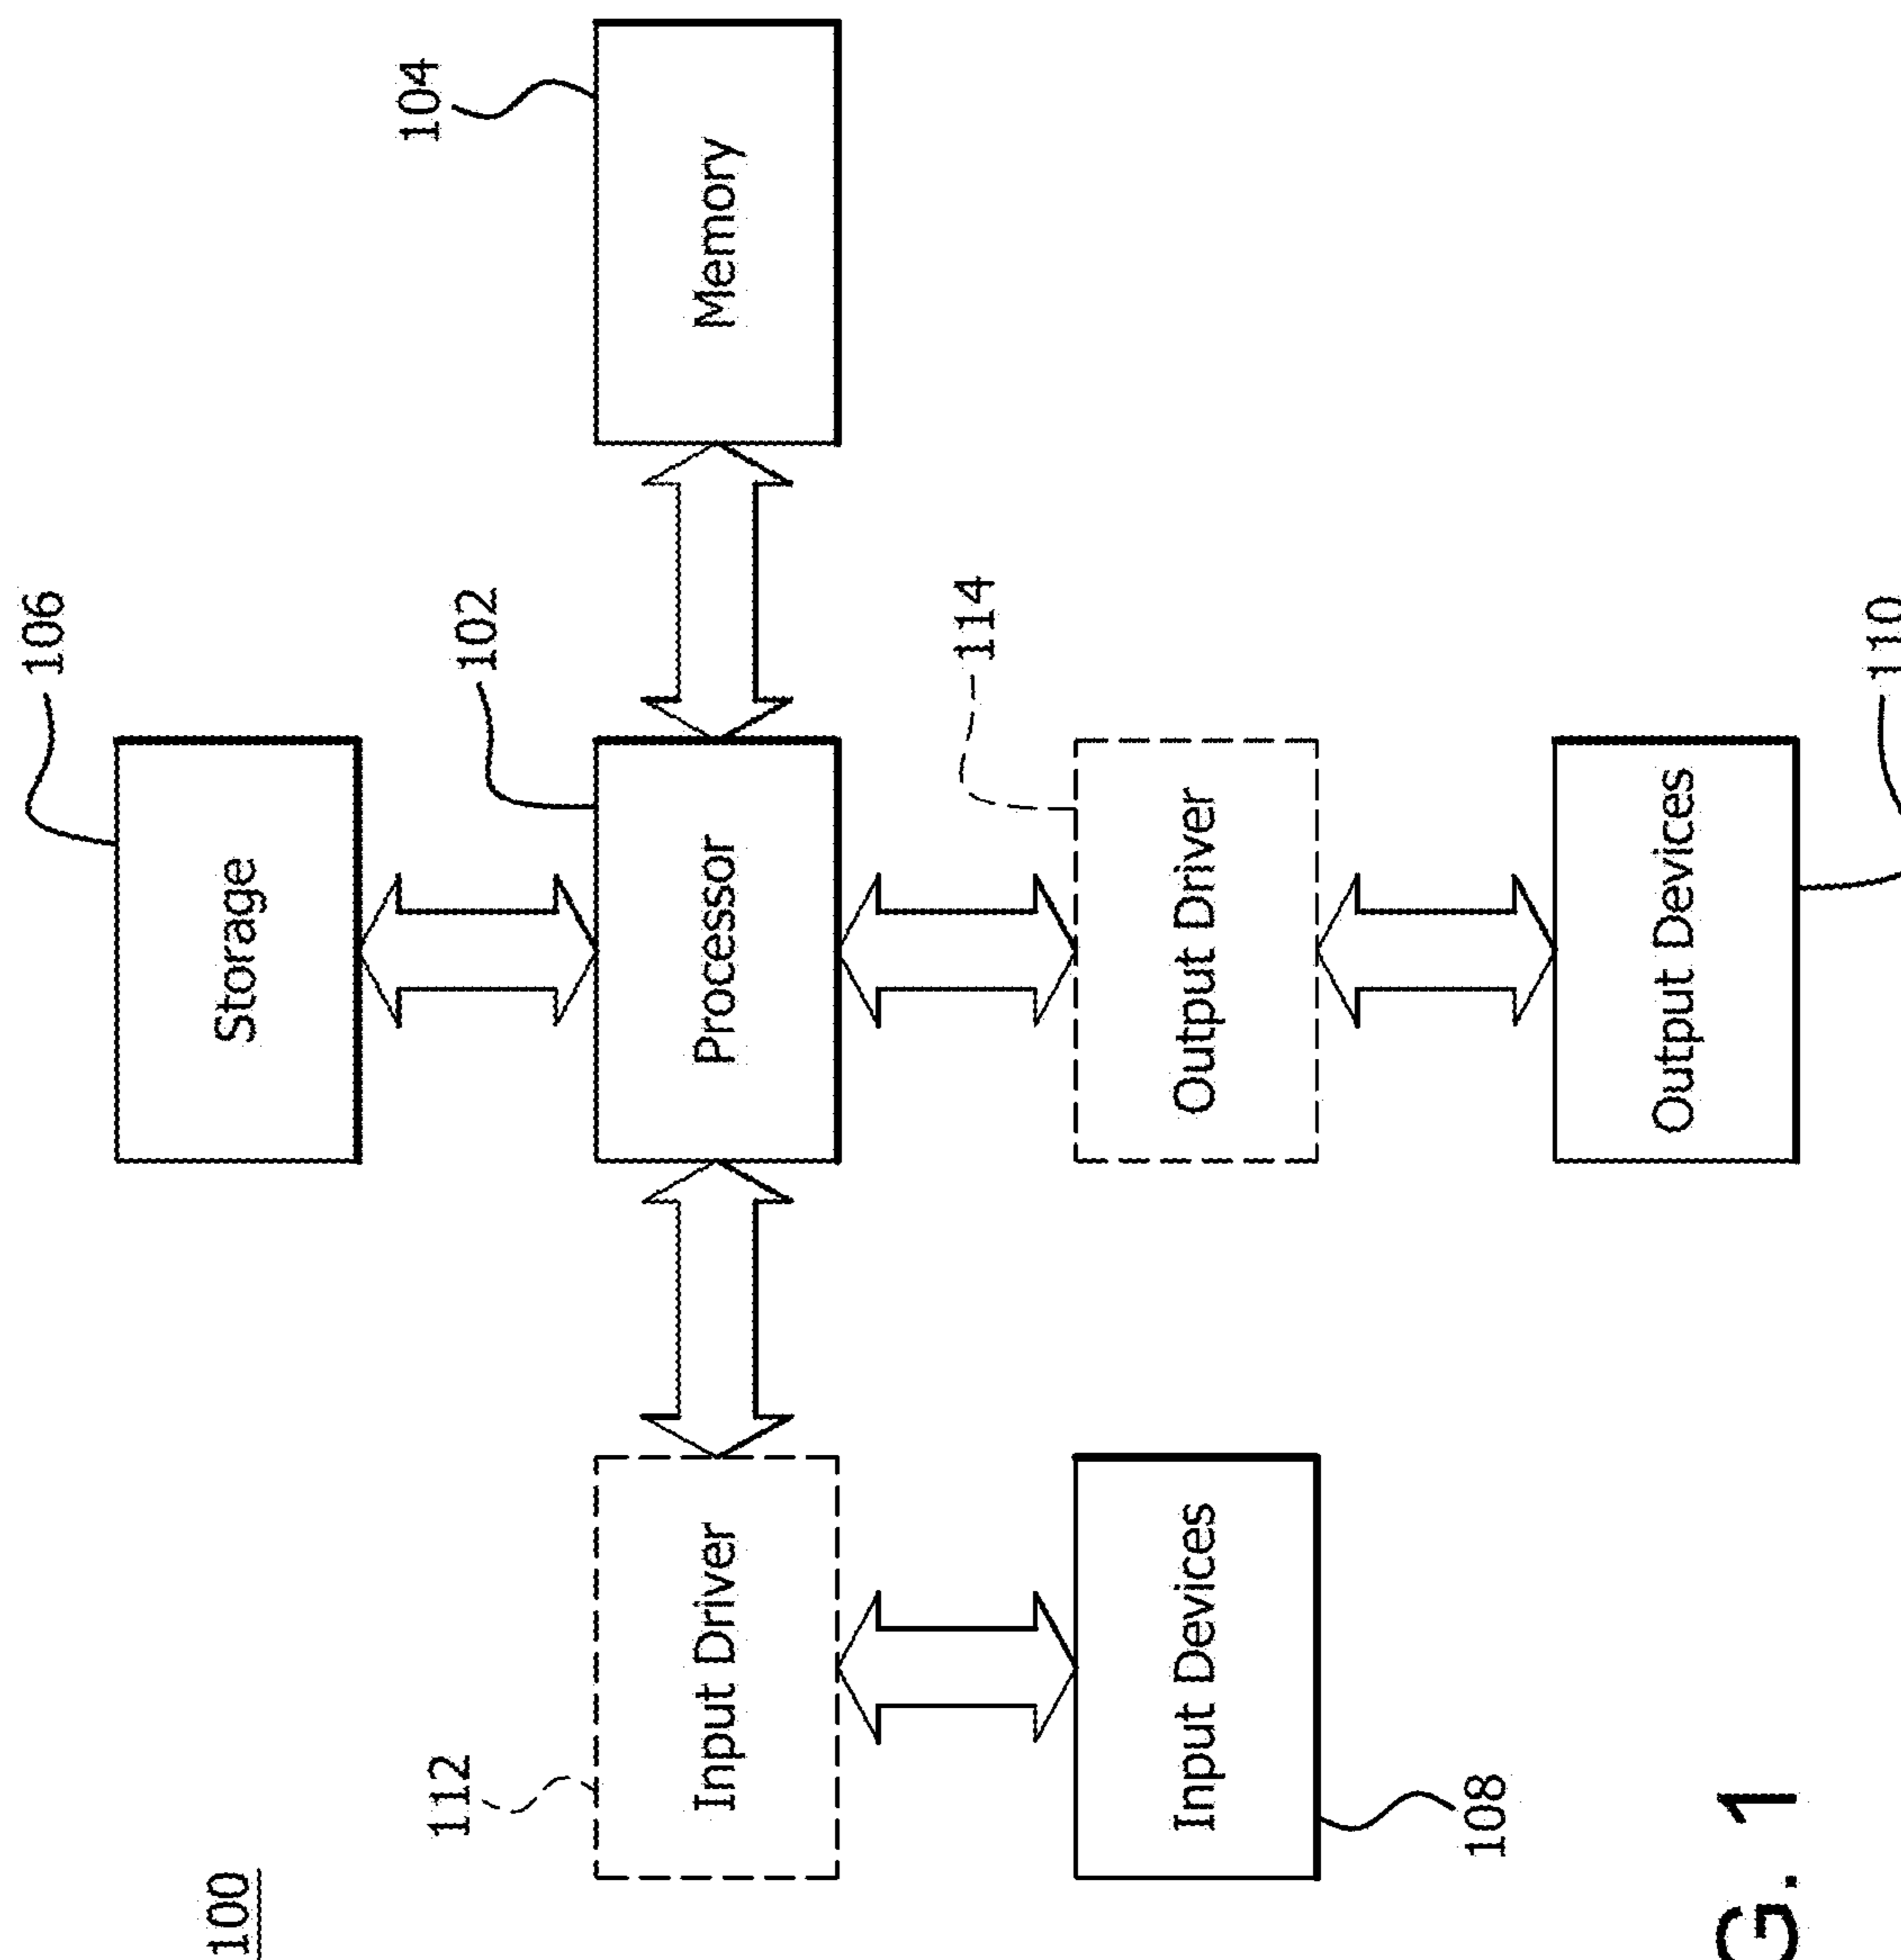 106
100
Storage
104
112
102
Input Driver
Processor
Memory
114
Input Devices
Output Driver
108
Output Devices
G. 1
110